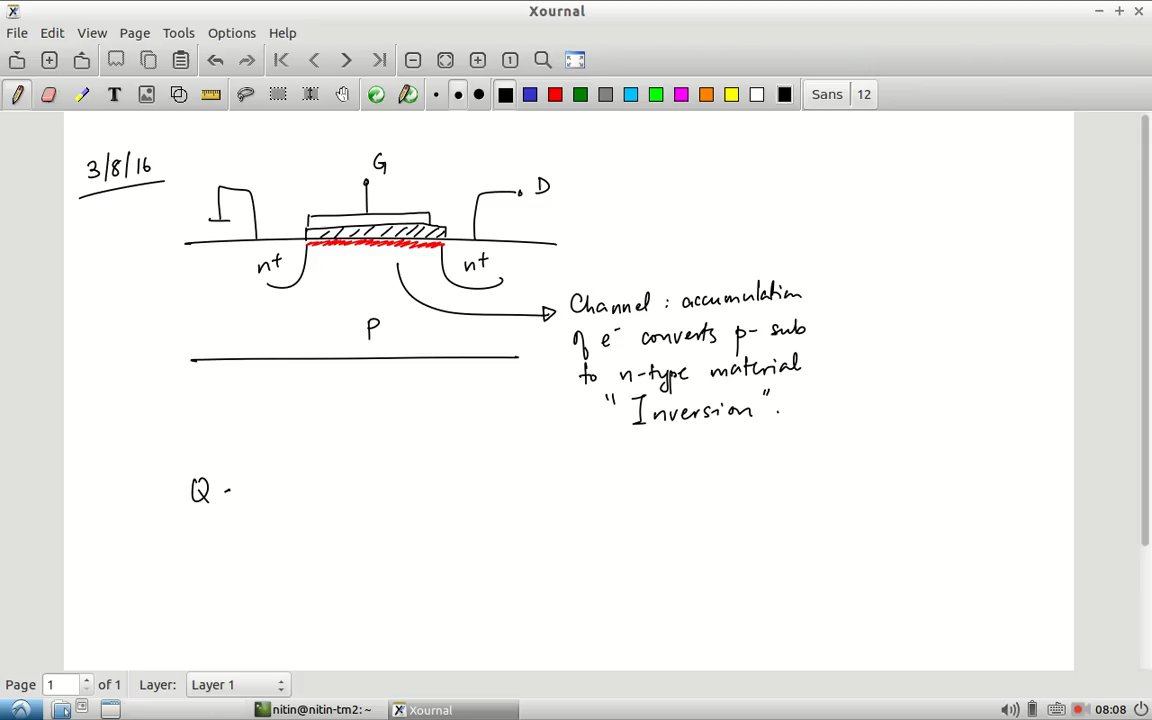 Xournal
File Edit View Page Tools Options Help
Sans 12
3/8/16
G
D
n+ n+
P
Channel : accumulation
of e- converts p- sub
to n-type material
"Inversion".
Q -
Page 1 of 1 Layer: Layer 1
nitin@nitin-tm2: ~ Xournal 08:08